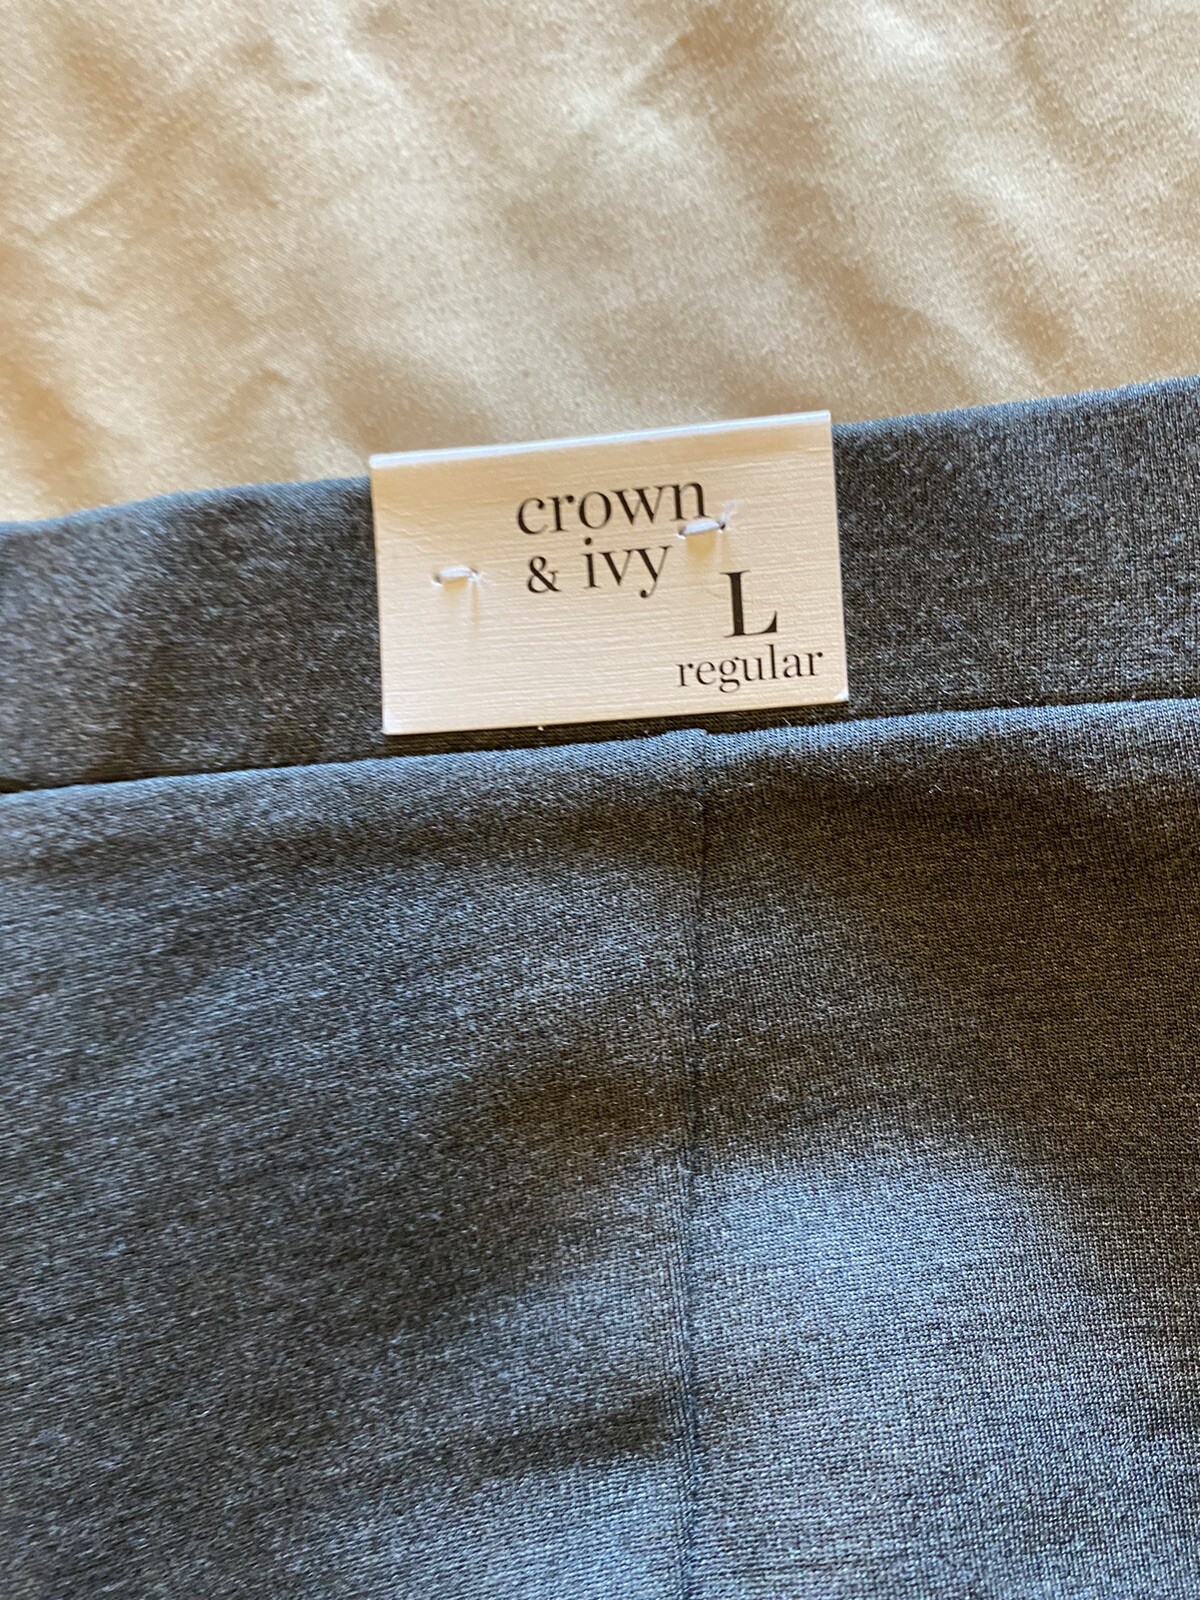 crown
& ivy
L
regular